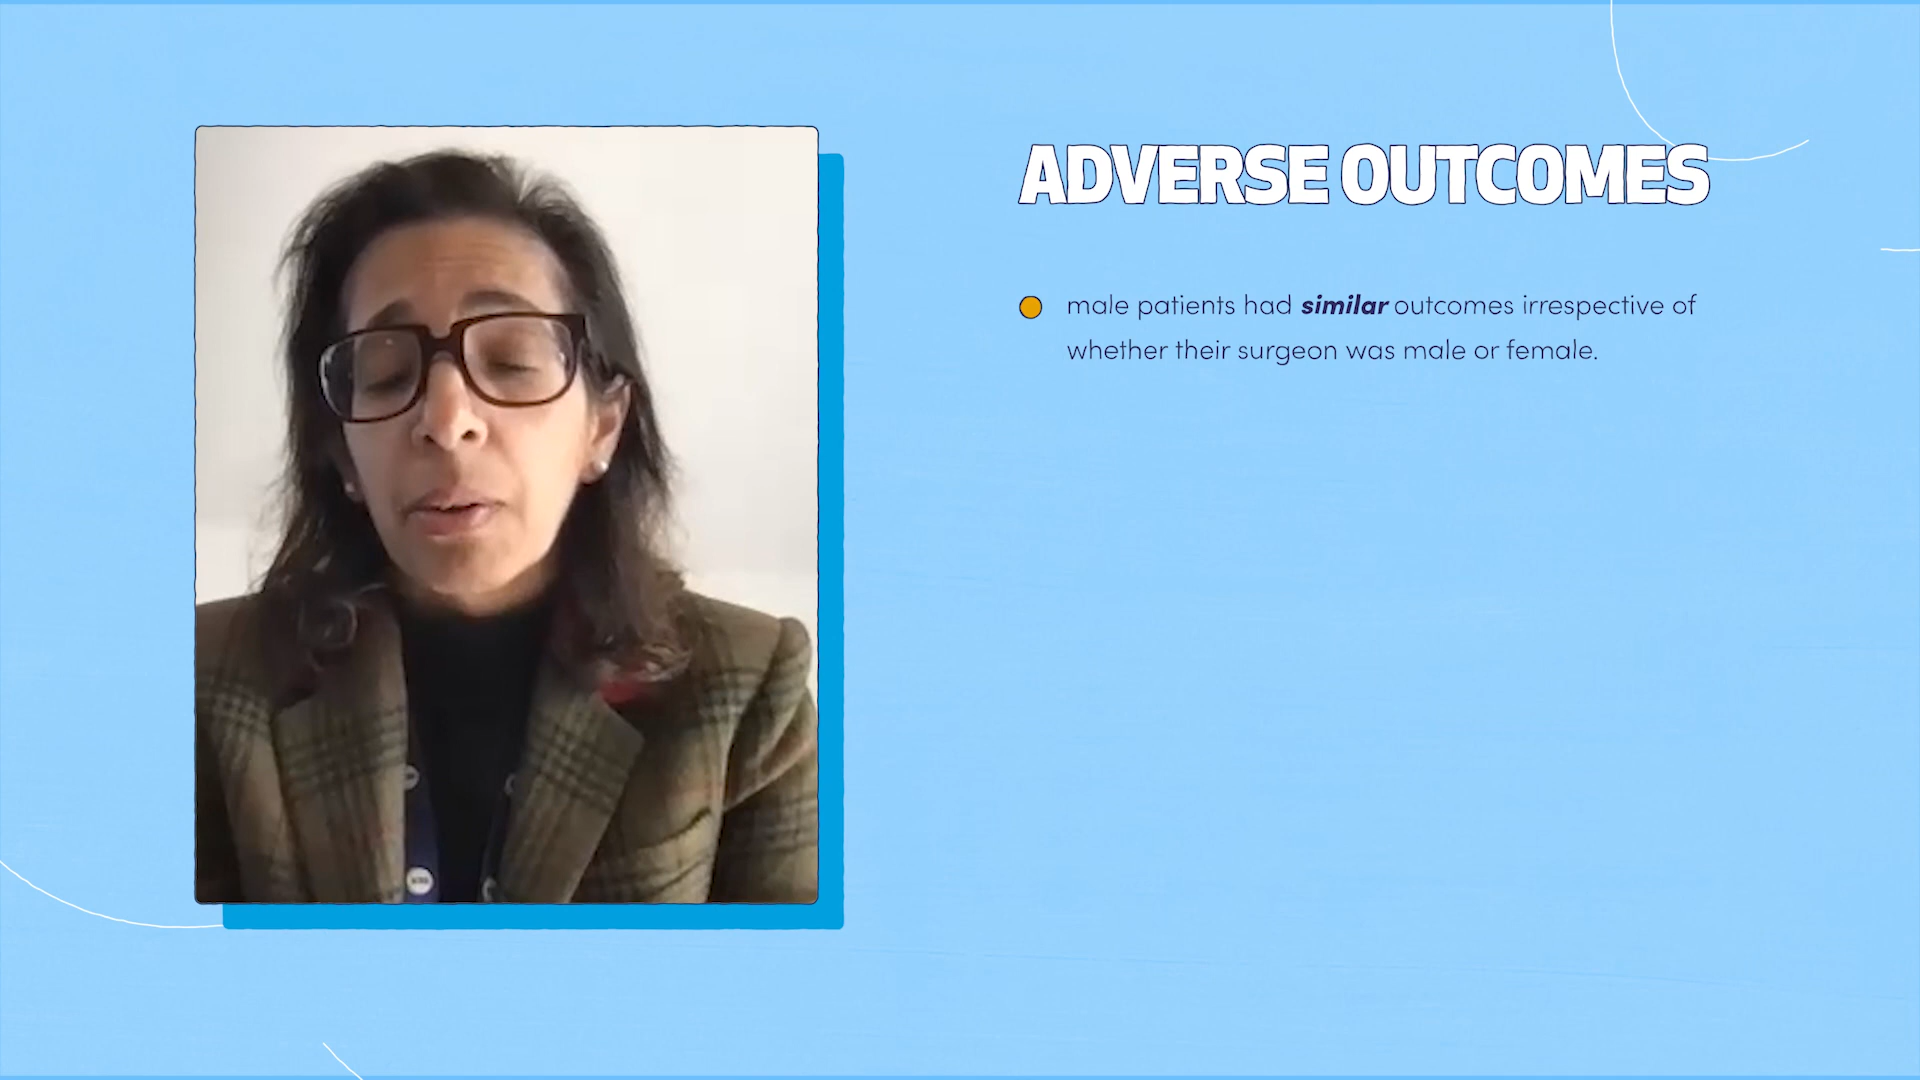 ADVERSE OUTCOMES
male patients had similar outcomes irrespective of
whether their surgeon was male or female.